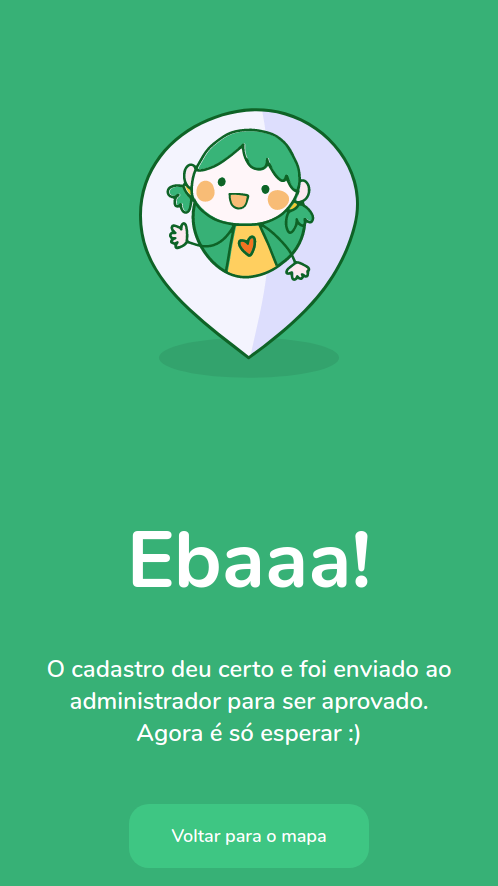 Ebaaa!
O cadastro deu certo e foi enviado ao
administrador para ser aprovado.
Agora é só esperar :)
Voltar para o mapa